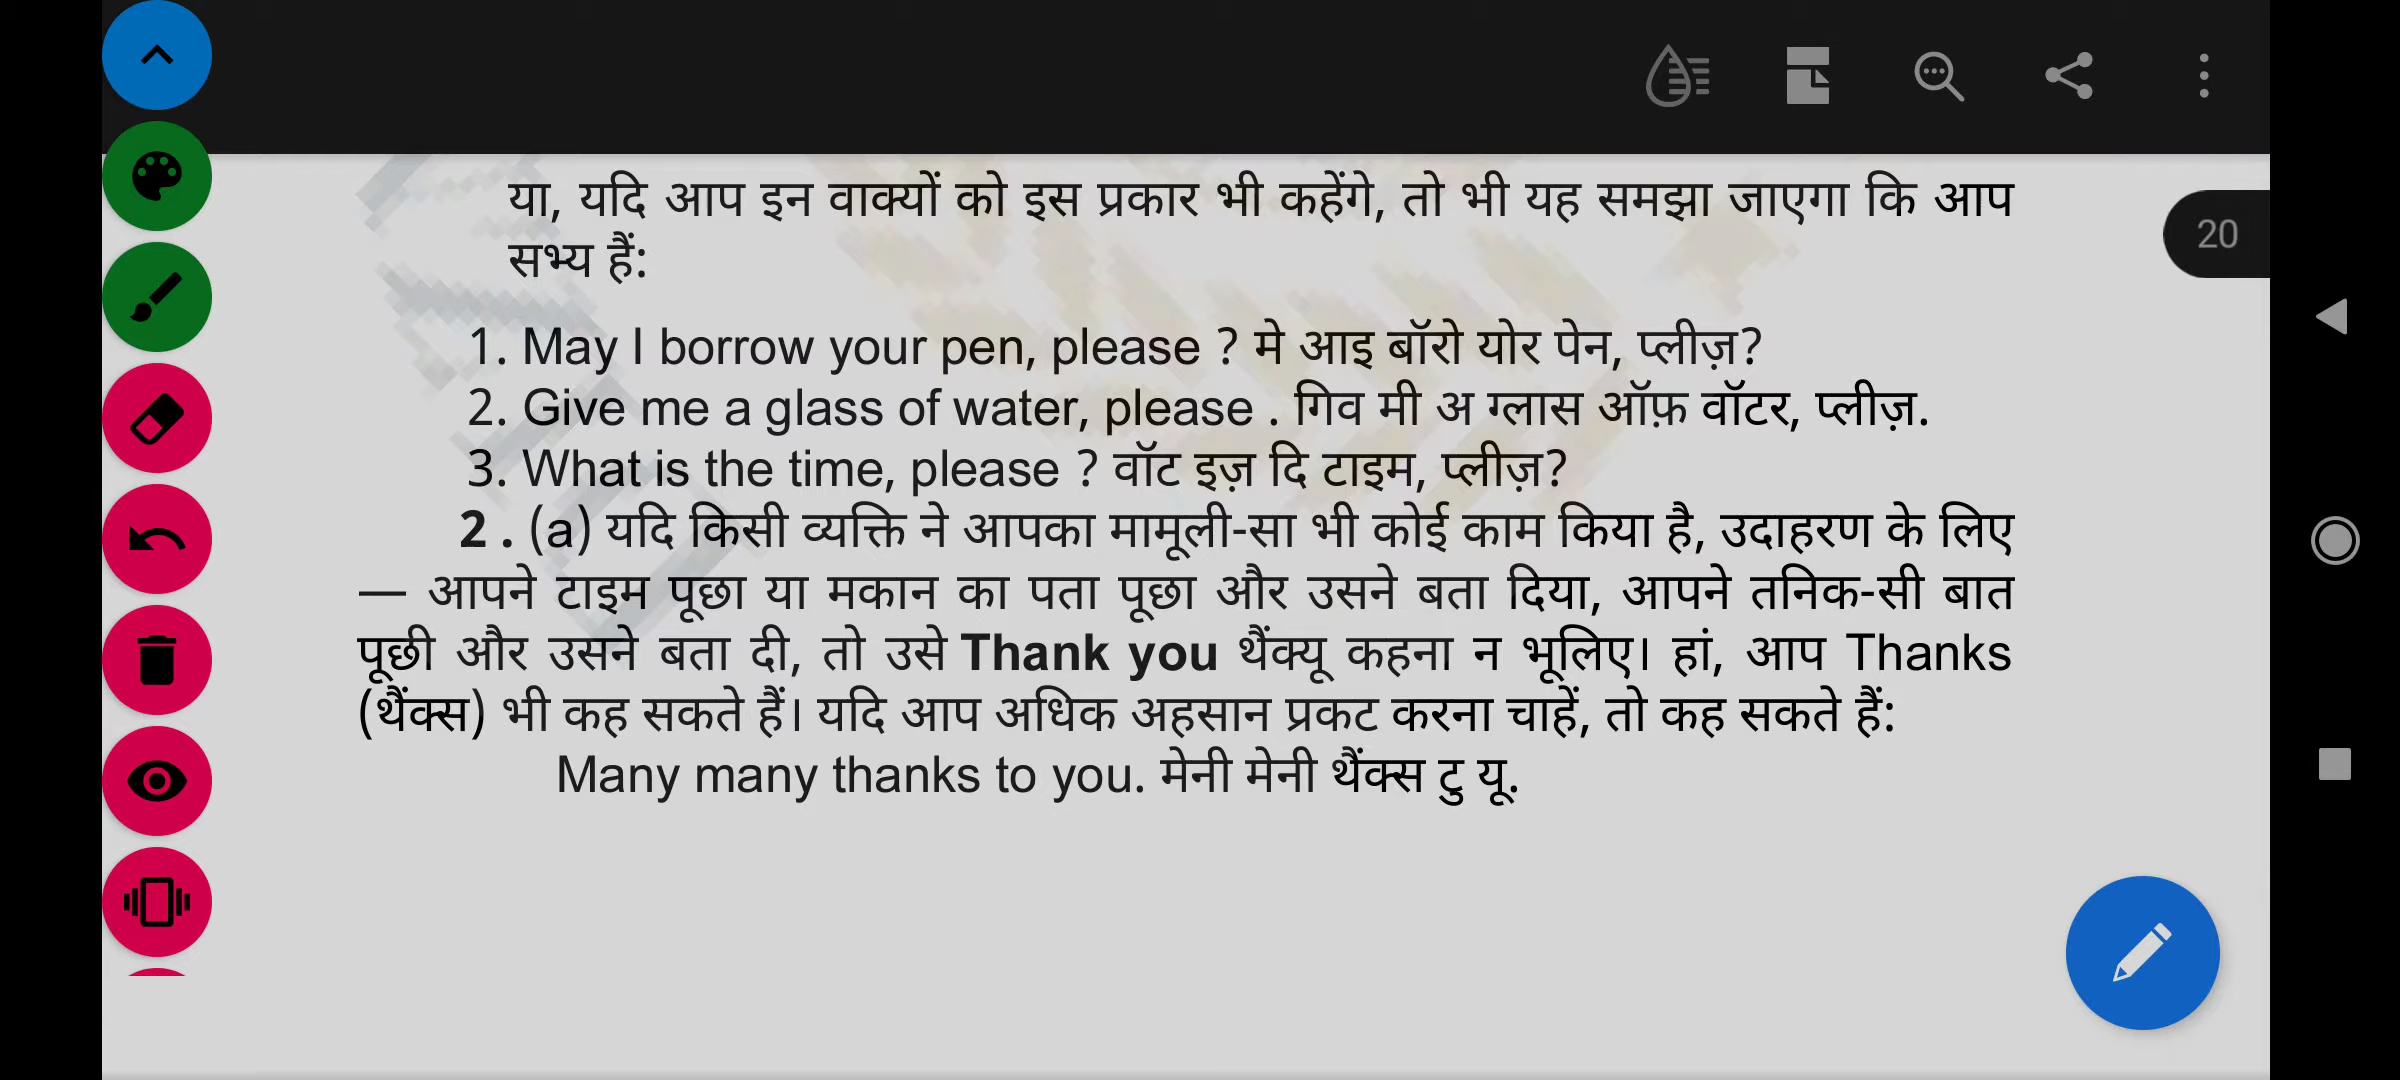 या, यदि आप इन वाक्यों को इस प्रकार भी कहेंगे, तो भी यह समझा जाएगा कि आप
सभ्य हैं:
20
1. May I borrow your pen, please ? मे आइ बॉरो योर पेन, प्लीज़?
2. Give me a glass of water, please . गिव मी अ ग्लास ऑफ़ वॉटर, प्लीज़.
3. What is the time, please ? वॉट इज़ दि टाइम, प्लीज़?
2 . (a) यदि किसी व्यक्ति ने आपका मामूली-सा भी कोई काम किया है, उदाहरण के लिए
— आपने टाइम पूछा या मकान का पता पूछा और उसने बता दिया, आपने तनिक-सी बात
पूछी और उसने बता दी, तो उसे Thank you थैंक्यू कहना न भूलिए। हां, आप Thanks
(थैंक्स) भी कह सकते हैं। यदि आप अधिक अहसान प्रकट करना चाहें, तो कह सकते हैं:
Many many thanks to you. मेनी मेनी थैंक्स टु यू.